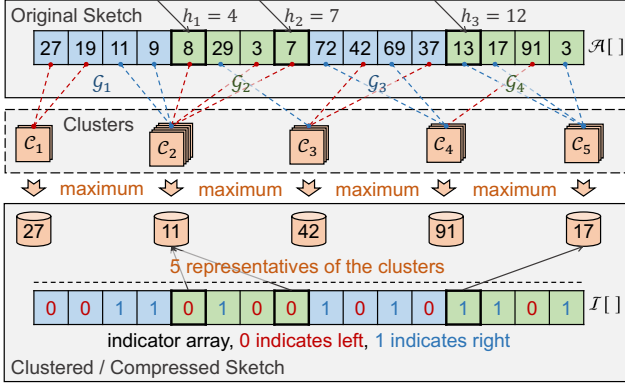 Original Sketch h₁ = 4 h₂ = 7 h₃ = 12
27 19 11 9 8 29 3 7 72 42 69 37 13 17 91 3 𝒜[ ]
𝒢₁ 𝒢₂ 𝒢₃ 𝒢₄
Clusters
𝒞₁ 𝒞₂ 𝒞₃ 𝒞₄ 𝒞₅
maximum maximum maximum maximum
27 11 42 91 17
5 representatives of the clusters
0 0 1 1 0 1 0 0 1 0 1 0 1 1 0 1 ℐ[ ]
indicator array, 0 indicates left, 1 indicates right
Clustered / Compressed Sketch